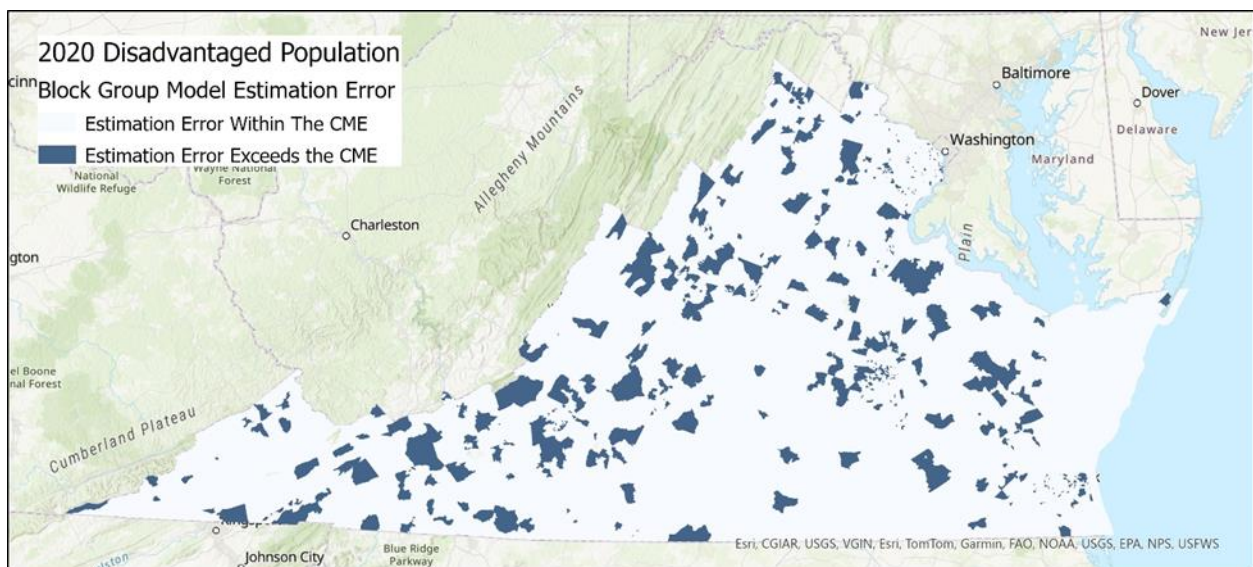 2020 Disadvantaged Population
Block Group Model Estimation Error
Estimation Error Within The CME
Estimation Error Exceeds the CME
New Jer
cinn
Baltimore
Dover
Delaware
Washington
Maryland
National
Wildlife Refuge
Wayne National
Forest
Allegheny Mountains
Charleston
Plain
gton
el Boone
nal Forest
Cumberland Plateau
Johnson City
Blue Ridge
Parkway
Esri, CGIAR, USGS, VGIN, Esri, TomTom, Garmin, FAO, NOAA, USGS, EPA, NPS, USFWS